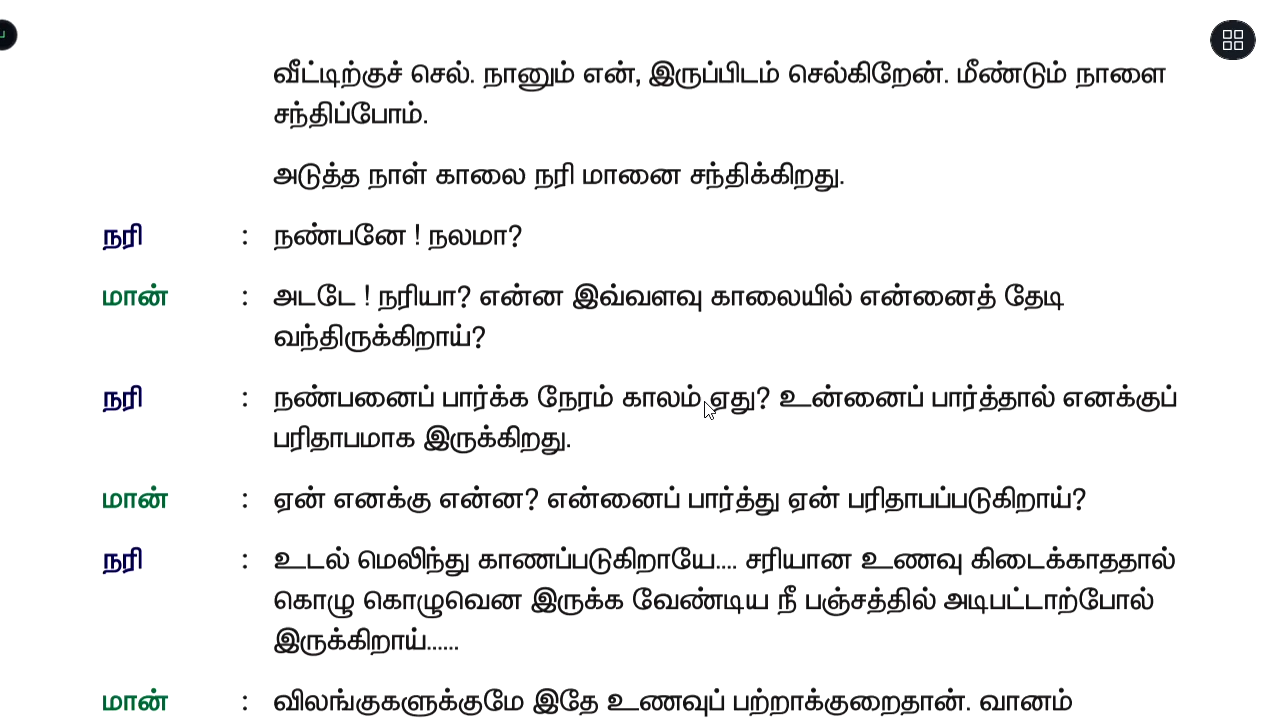 வீட்டிற்குச் செல். நானும் என், இருப்பிடம் செல்கிறேன். மீண்டும் நாளை
சந்திப்போம்.
அடுத்த நாள் காலை நரி மானை சந்திக்கிறது.
நரி : நண்பனே ! நலமா?
மான் : அடடே ! நரியா? என்ன இவ்வளவு காலையில் என்னைத் தேடி
வந்திருக்கிறாய்?
நரி : நண்பனைப் பார்க்க நேரம் காலம் ஏது? உன்னைப் பார்த்தால் எனக்குப்
பரிதாபமாக இருக்கிறது.
மான் : ஏன் எனக்கு என்ன? என்னைப் பார்த்து ஏன் பரிதாபப்படுகிறாய்?
நரி : உடல் மெலிந்து காணப்படுகிறாயே.... சரியான உணவு கிடைக்காததால்
கொழு கொழுவென இருக்க வேண்டிய நீ பஞ்சத்தில் அடிபட்டாற்போல்
இருக்கிறாய்......
மான் : விலங்குகளுக்குமே இதே உணவுப் பற்றாக்குறைதான். வானம்